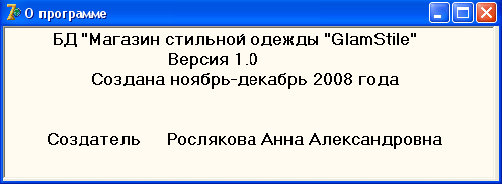 О программе
БД "Магазин стильной одежды "GlamStile"
Версия 1.0
Создана ноябрь-декабрь 2008 года
Создатель Рослякова Анна Александровна